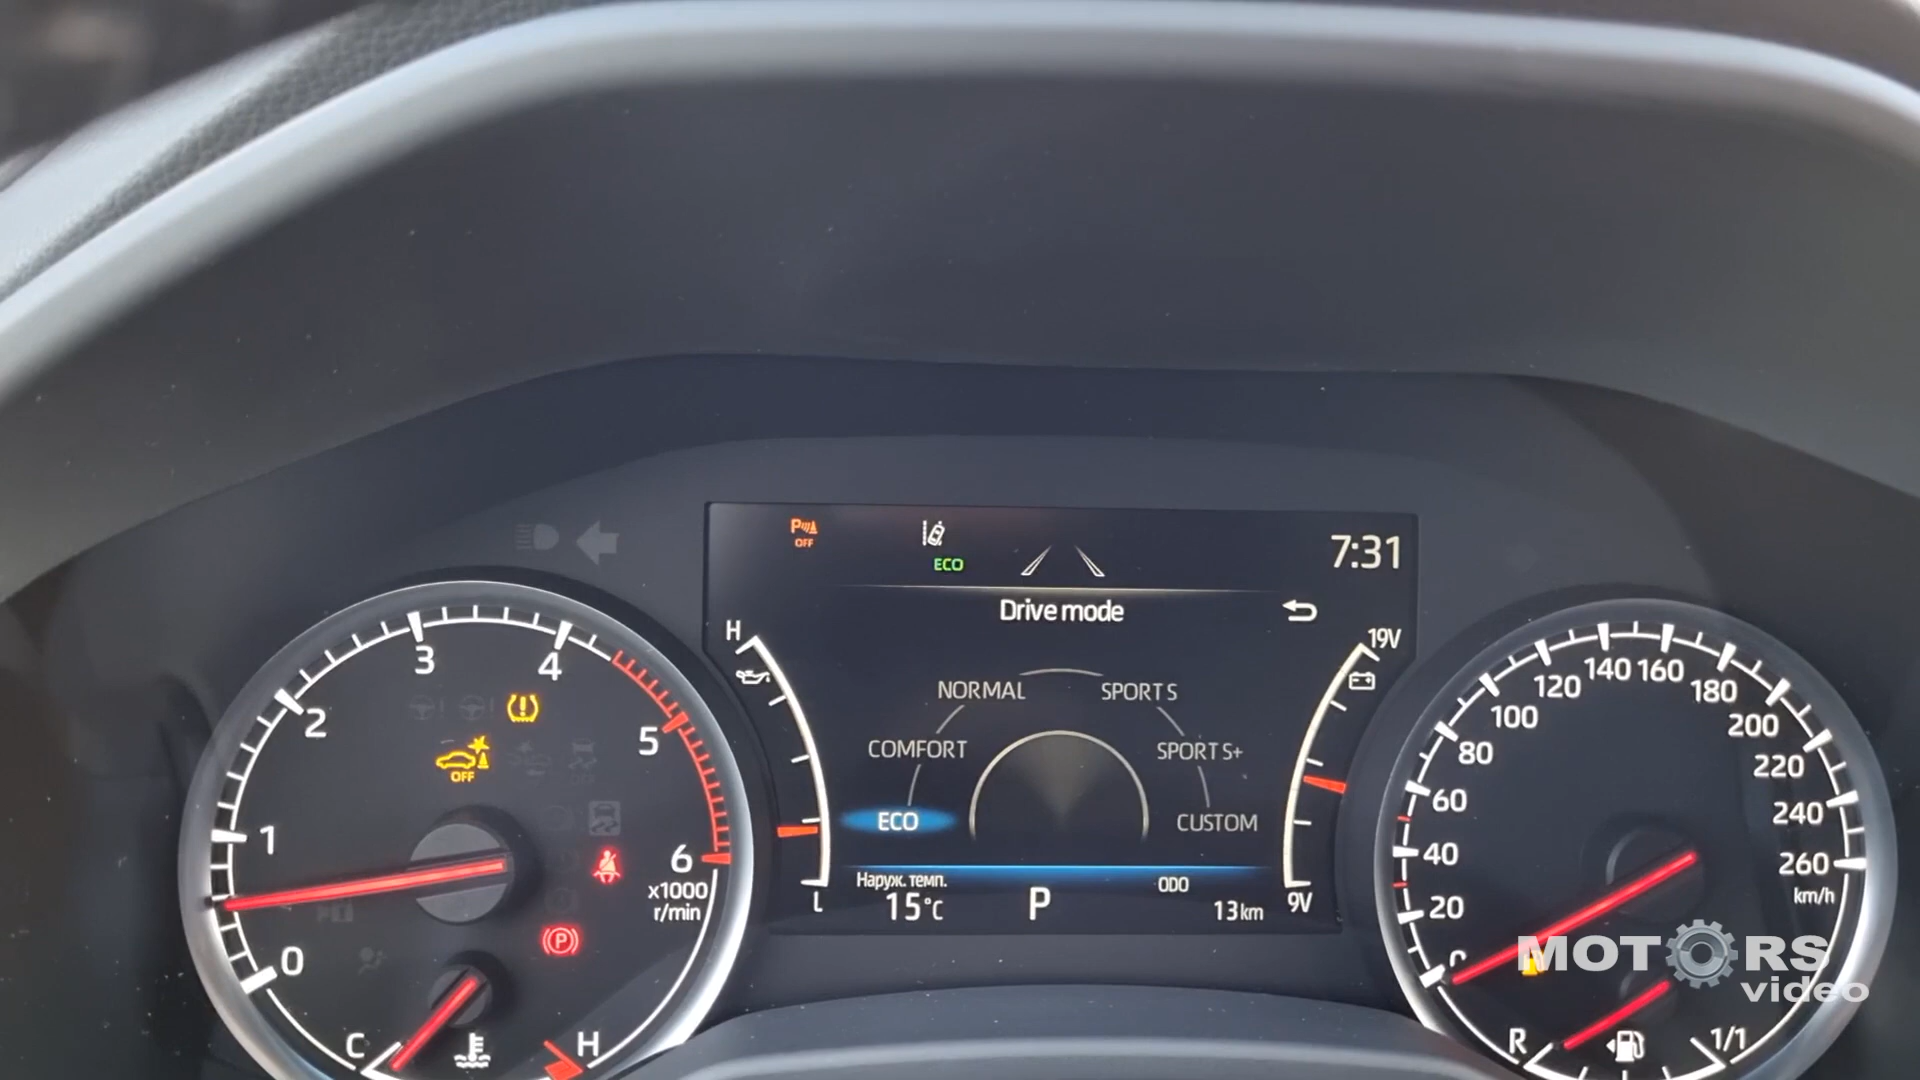 P OFF
ECO
7:31
Drive mode
H
19V
NORMAL
SPORT S
COMFORT
SPORT S+
ECO
CUSTOM
Наруж. темп.
15°C
P
ODO
13 km
L
9V
0
1
2
3
4
5
6
x1000
r/min
OFF
P
C
H
0
20
40
60
80
100
120
140
160
180
200
220
240
260
km/h
R
1/1
MOTORS
video